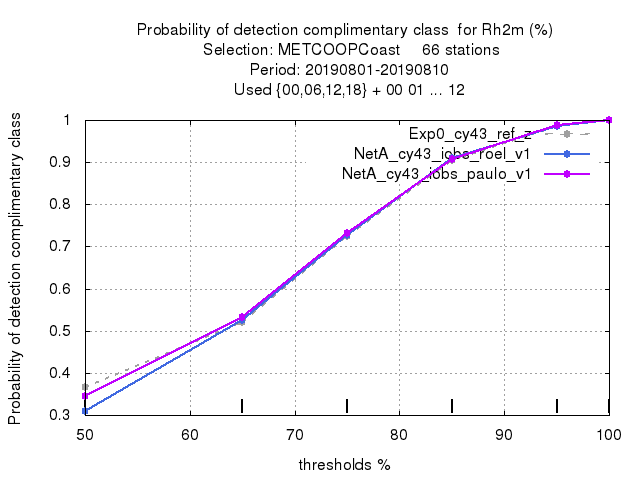 Probability of detection complimentary class for Rh2m (%)
Selection: METCOOPCoast 66 stations
Period: 20190801-20190810
Used {00,06,12,18} + 00 01 ... 12
Probability of detection complimentary class
1
0.9
0.8
0.7
0.6
0.5
0.4
0.3
Exp0_cy43_ref_z
NetA_cy43_iobs_roel_v1
NetA_cy43_iobs_paulo_v1
50 60 70 80 90 100
thresholds %